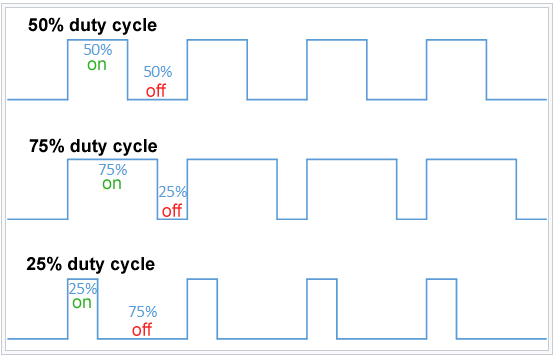 50% duty cycle
50%
on
50%
off
75% duty cycle
75%
on
25%
off
25% duty cycle
25%
on
75%
off